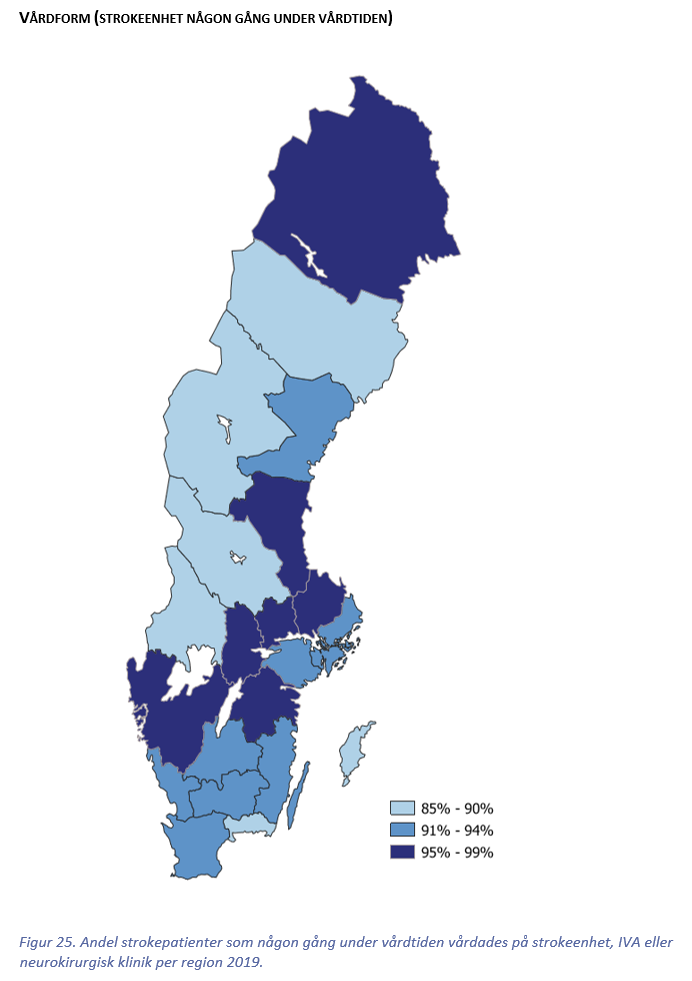 VÅRDFORM (STROKEENHET NÅGON GÅNG UNDER VÅRDTIDEN)
85% - 90%
91% - 94%
95% - 99%
Figur 25. Andel strokepatienter som någon gång under vårdtiden vårdades på strokeenhet, IVA eller
neurokirurgisk klinik per region 2019.